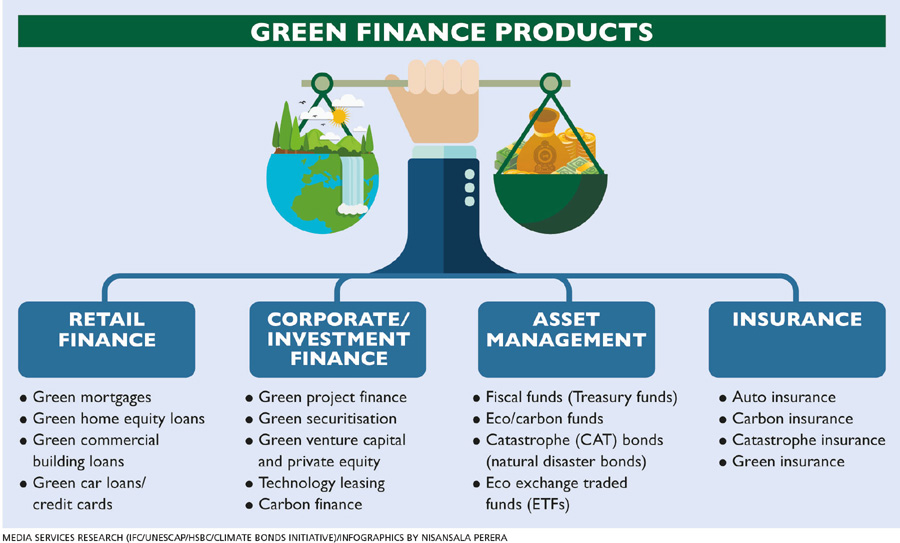 GREEN FINANCE PRODUCTS
RETAIL
FINANCE
• Green mortgages
• Green home equity loans
• Green commercial
building loans
• Green car loans/
credit cards
CORPORATE/
INVESTMENT
FINANCE
• Green project finance
• Green securitisation
• Green venture capital
and private equity
• Technology leasing
• Carbon finance
ASSET
MANAGEMENT
• Fiscal funds (Treasury funds)
• Eco/carbon funds
• Catastrophe (CAT) bonds
(natural disaster bonds)
• Eco exchange traded
funds (ETFs)
INSURANCE
• Auto insurance
• Carbon insurance
• Catastrophe insurance
• Green insurance
MEDIA SERVICES RESEARCH (IFC/UNESCAP/HSBC/CLIMATE BONDS INITIATIVE)/INFOGRAPHICS BY NISANSALA PERERA